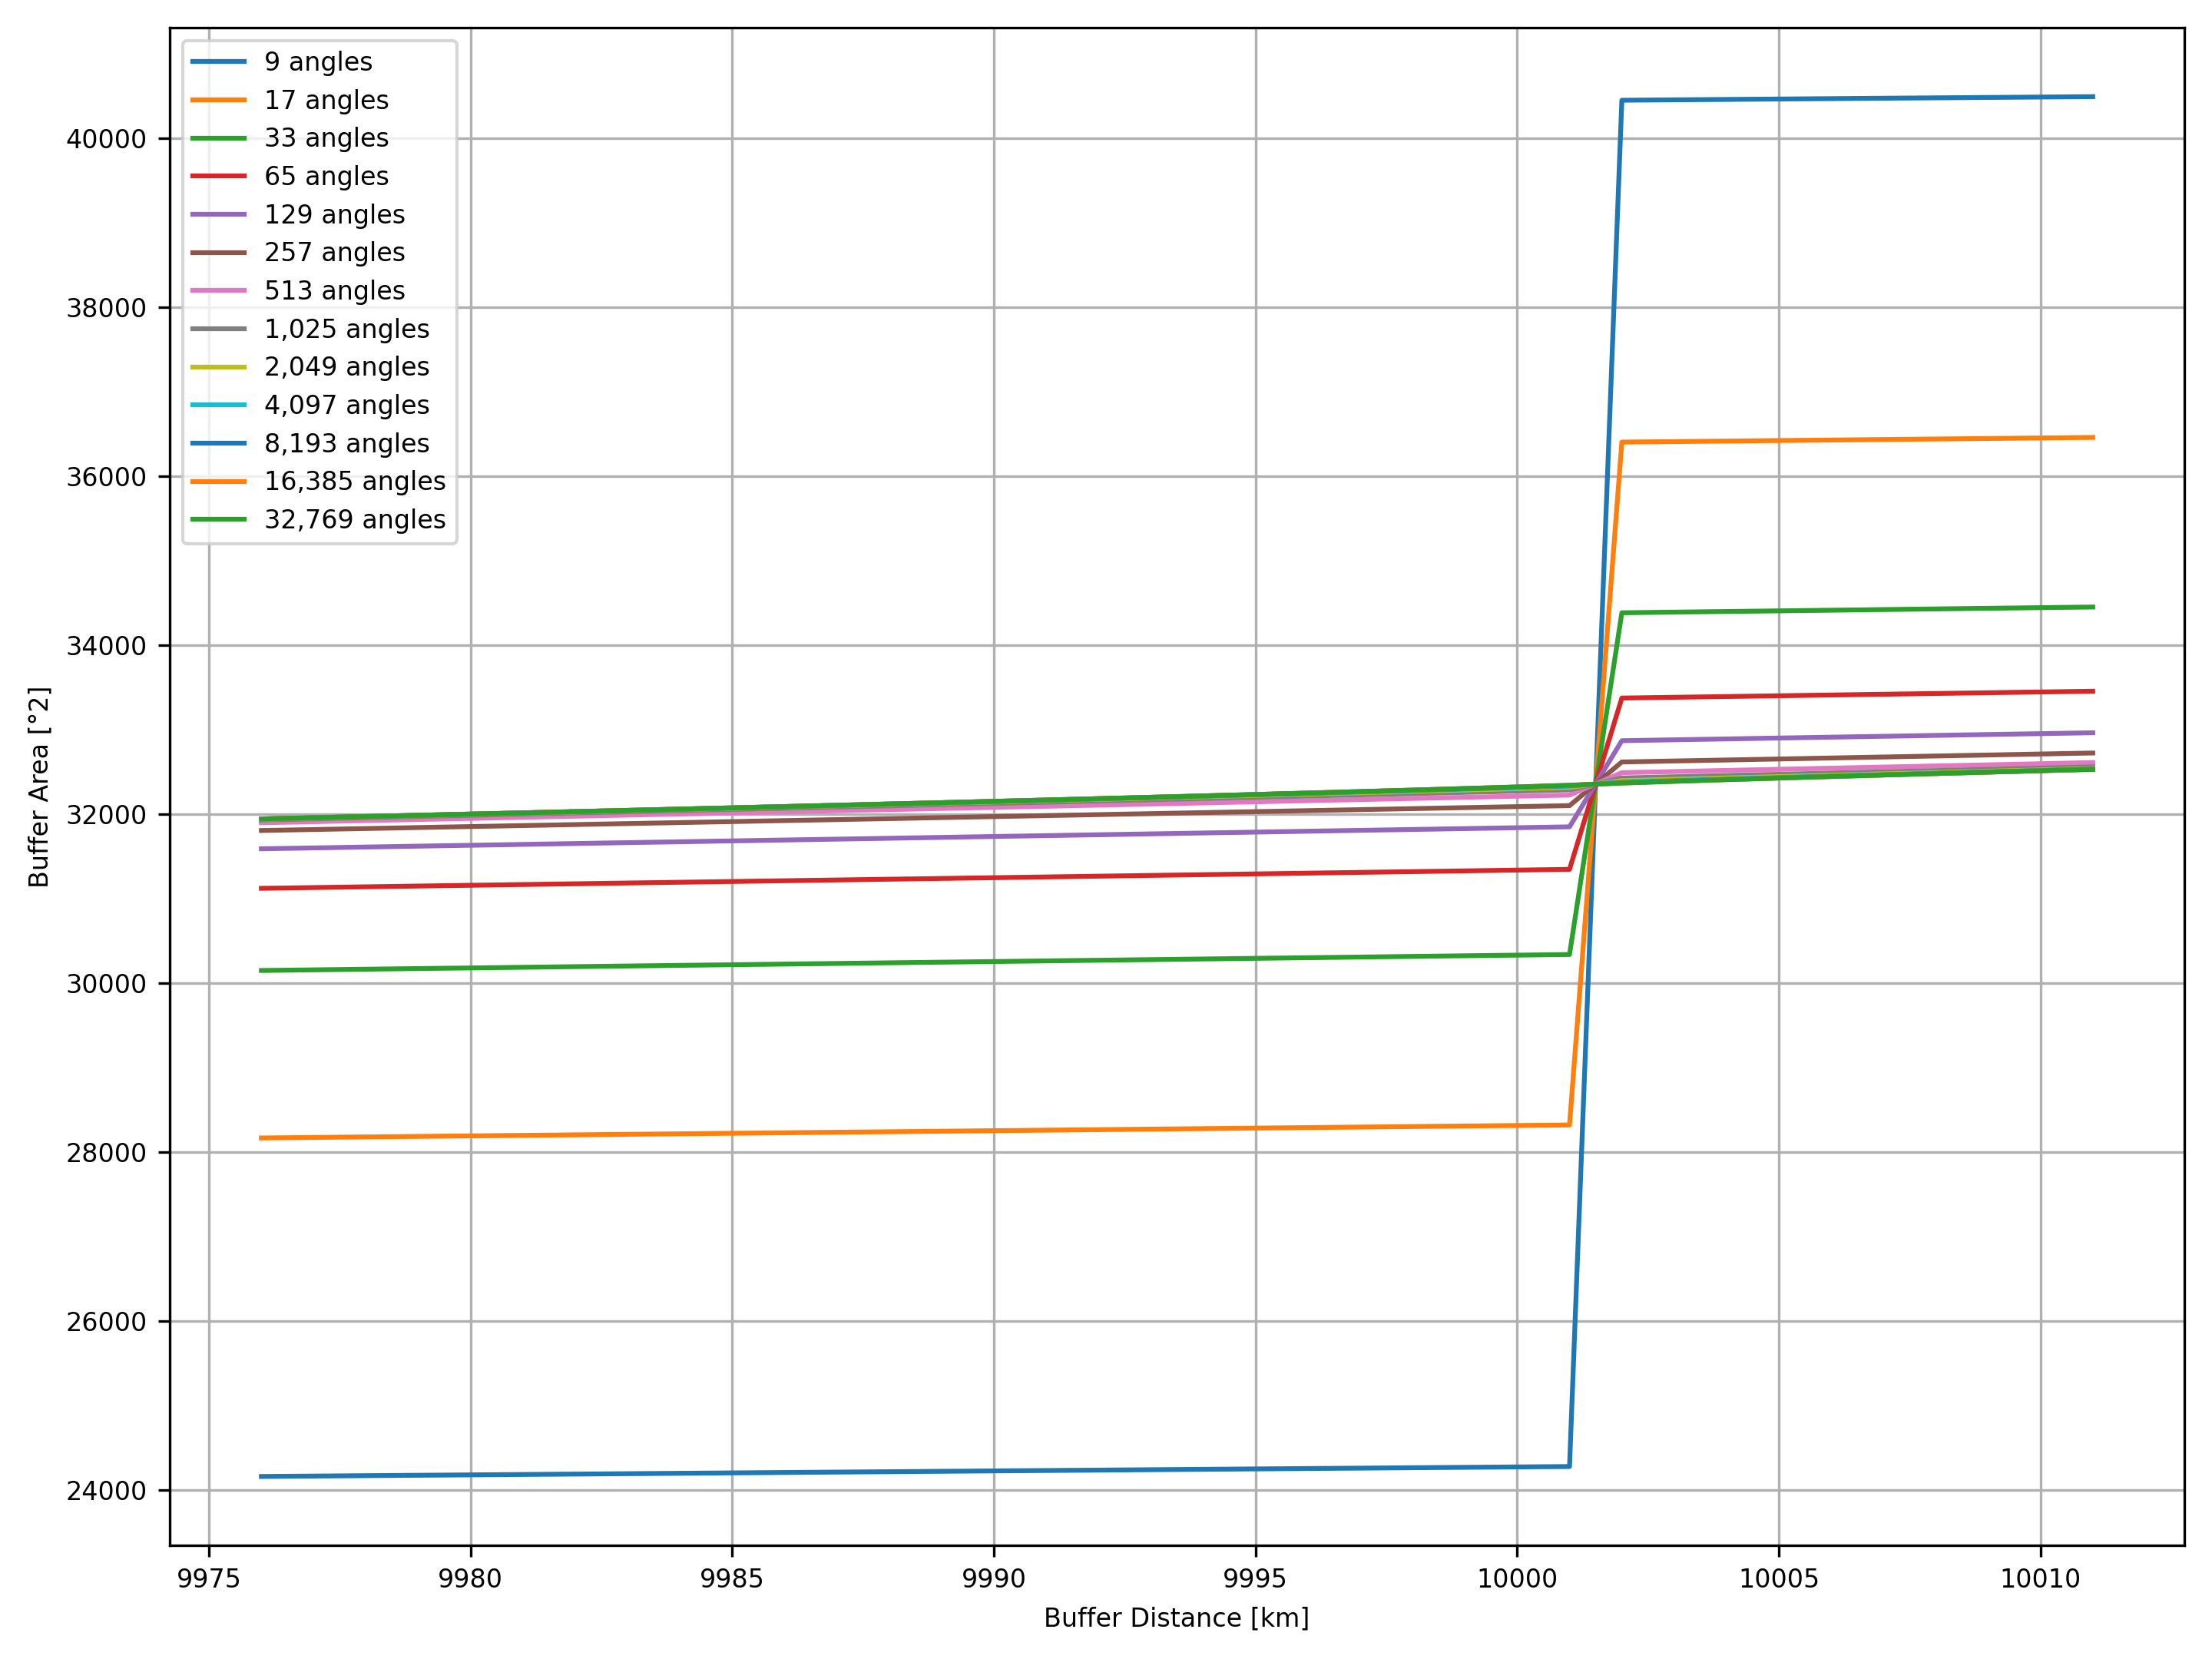 9 angles
17 angles
33 angles
65 angles
129 angles
257 angles
513 angles
1,025 angles
2,049 angles
4,097 angles
8,193 angles
16,385 angles
32,769 angles
Buffer Area [°2]
40000
38000
36000
34000
32000
30000
28000
26000
24000
9975 9980 9985 9990 9995 10000 10005 10010
Buffer Distance [km]